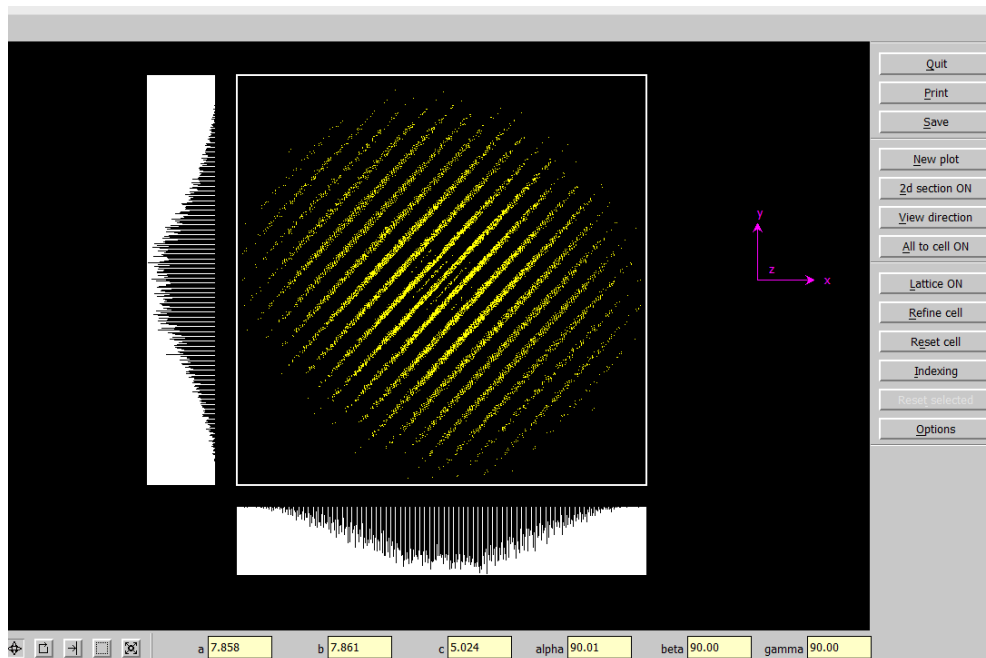 Quit
Print
Save
New plot
2d section ON
View direction
All to cell ON
Lattice ON
Refine cell
Reset cell
Indexing
Reset selected
Options
y
z
x
a 7.858 b 7.861 c 5.024 alpha 90.01 beta 90.00 gamma 90.00